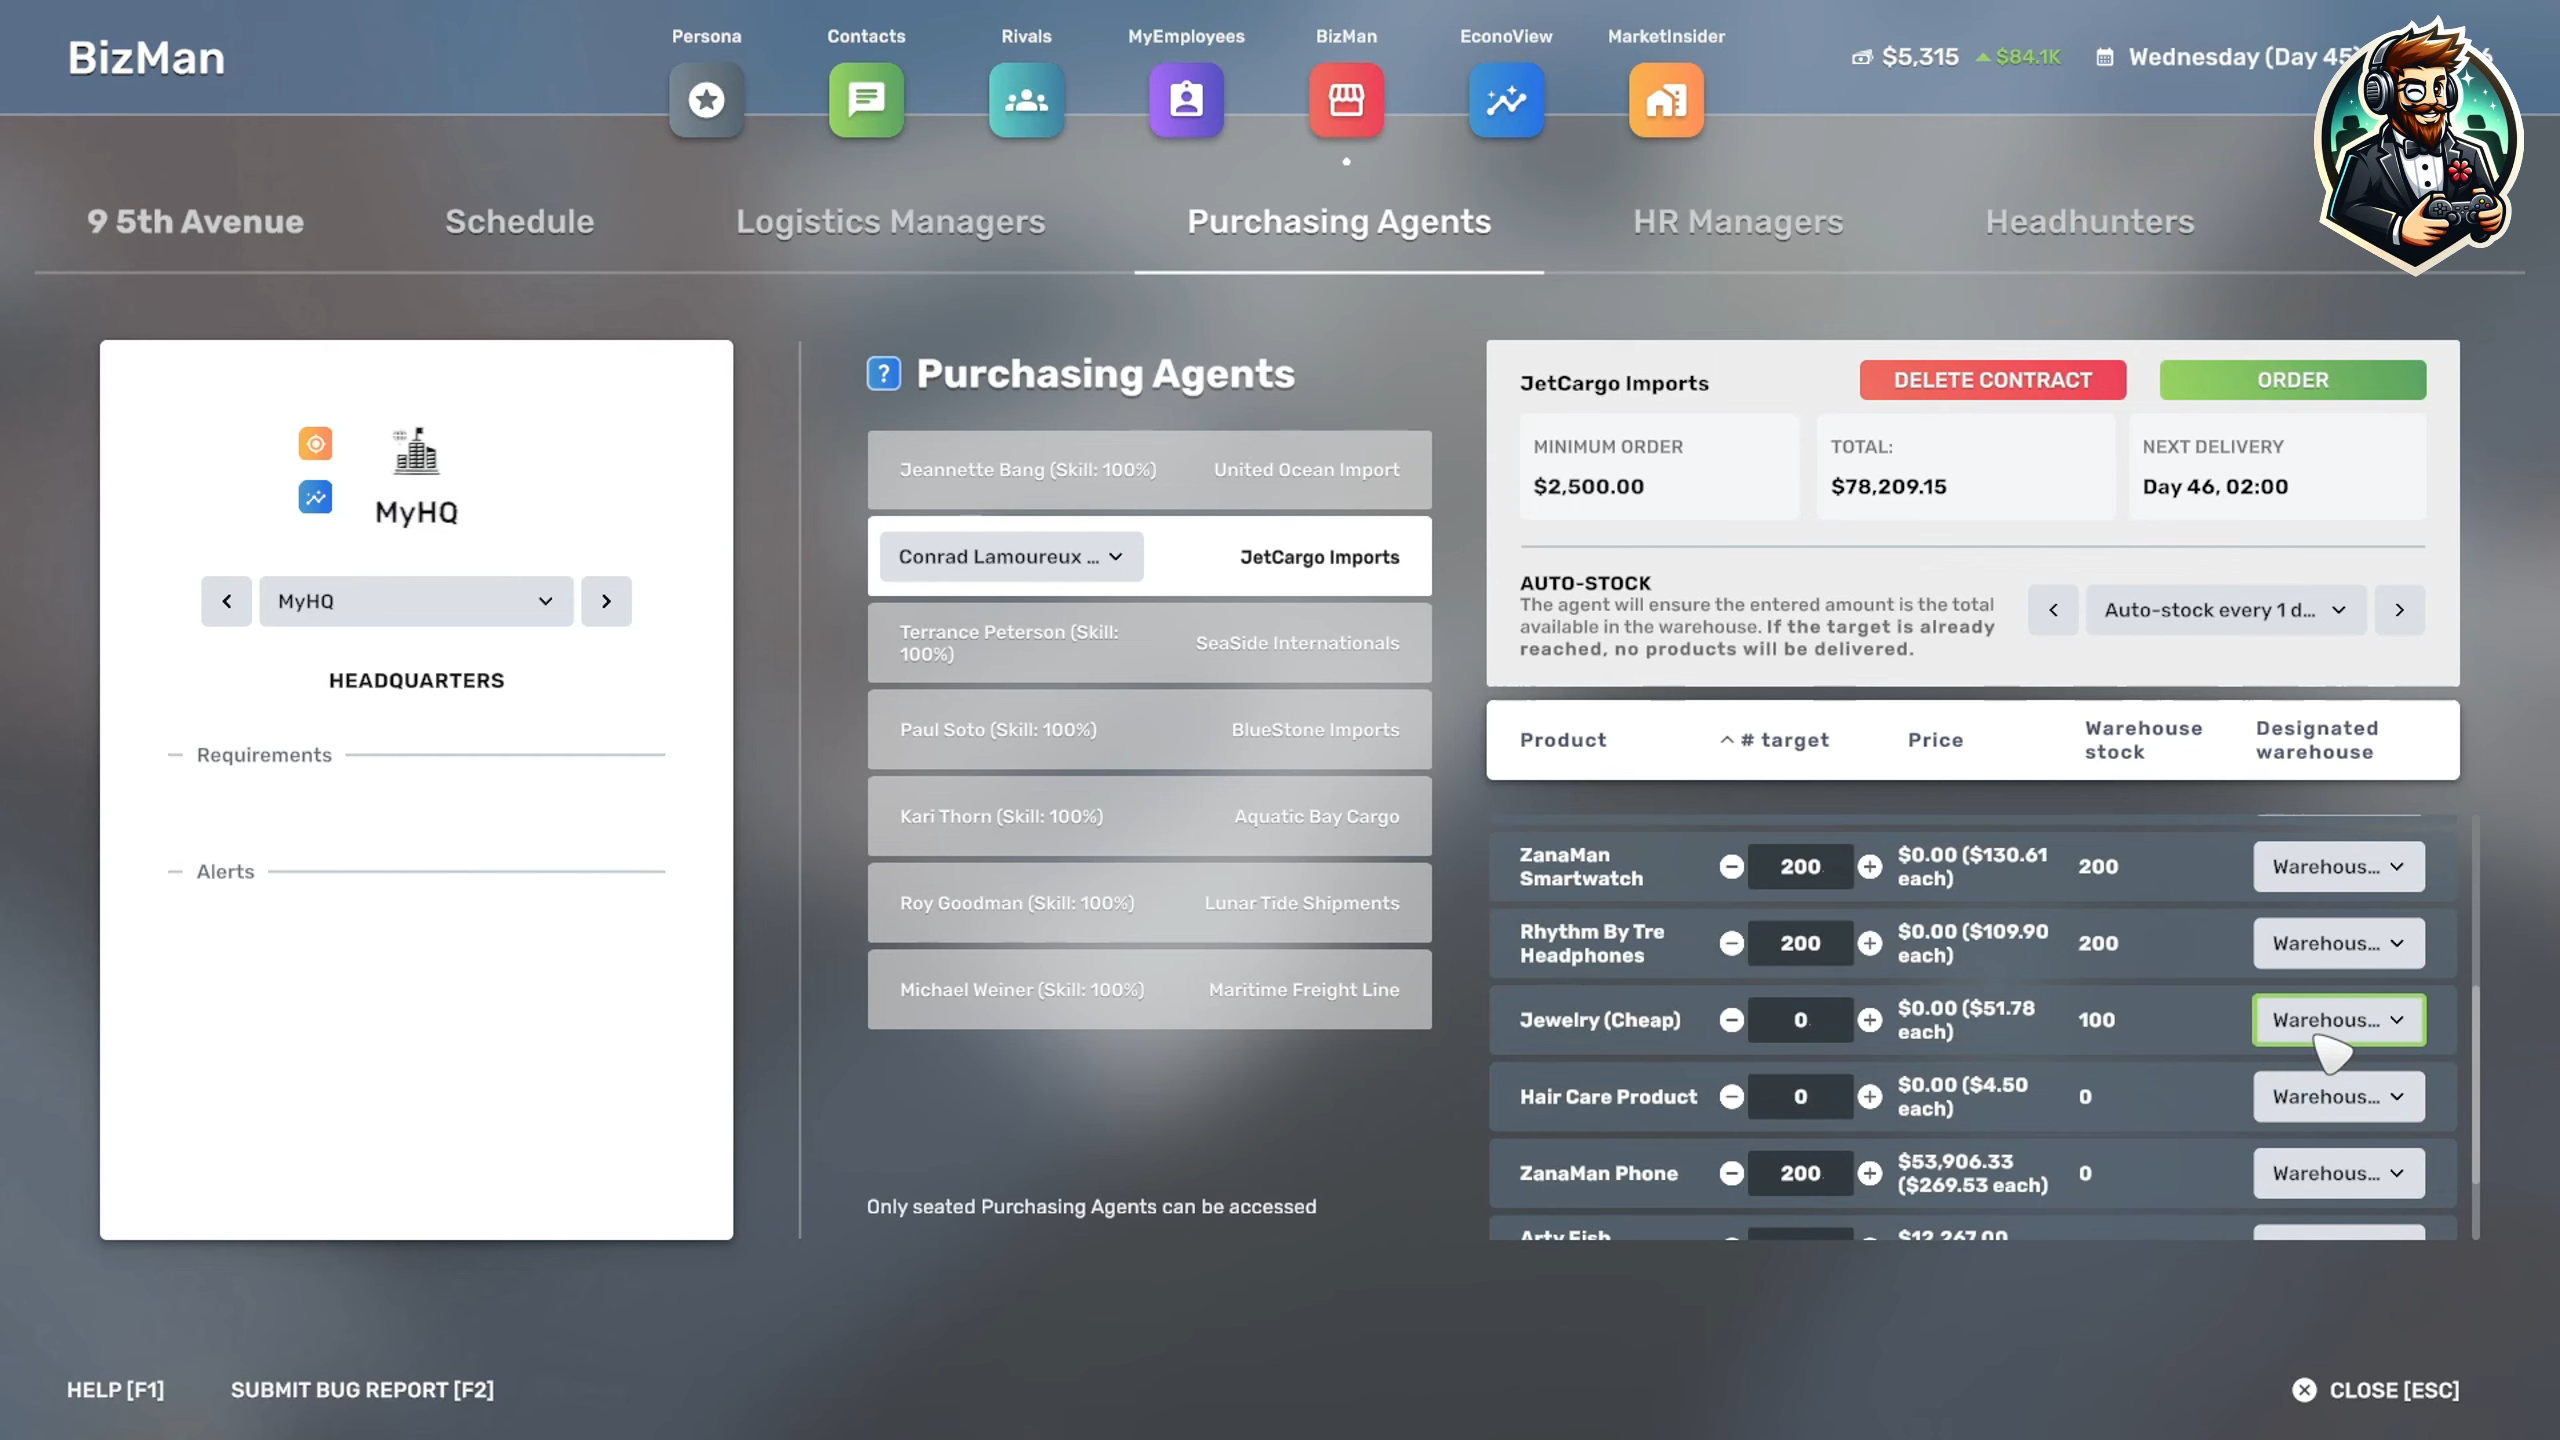 BizMan
Persona
Contacts
Rivals
MyEmployees
BizMan
EconoView
MarketInsider
$5,315
$84.1K
Wednesday (Day 45)
9 5th Avenue
Schedule
Logistics Managers
Purchasing Agents
HR Managers
Headhunters
MyHQ
MyHQ
HEADQUARTERS
Requirements
Alerts
? Purchasing Agents
Jeannette Bang (Skill: 100%)
United Ocean Import
Conrad Lamoureux ...
JetCargo Imports
Terrance Peterson (Skill:
100%)
SeaSide Internationals
Paul Soto (Skill: 100%)
BlueStone Imports
Kari Thorn (Skill: 100%)
Aquatic Bay Cargo
Roy Goodman (Skill: 100%)
Lunar Tide Shipments
Michael Weiner (Skill: 100%)
Maritime Freight Line
Only seated Purchasing Agents can be accessed
JetCargo Imports
DELETE CONTRACT
ORDER
MINIMUM ORDER
$2,500.00
TOTAL:
$78,209.15
NEXT DELIVERY
Day 46, 02:00
AUTO-STOCK
The agent will ensure the entered amount is the total
available in the warehouse. If the target is already
reached, no products will be delivered.
Auto-stock every 1 d...
Product
# target
Price
Warehouse
stock
Designated
warehouse
ZanaMan
Smartwatch
200
$0.00 ($130.61
each)
200
Warehous...
Rhythm By Tre
Headphones
200
$0.00 ($109.90
each)
200
Warehous...
Jewelry (Cheap)
0
$0.00 ($51.78
each)
100
Warehous...
Hair Care Product
0
$0.00 ($4.50
each)
0
Warehous...
ZanaMan Phone
200
$53,906.33
($269.53 each)
0
Warehous...
Arty Fish
$12,267.00
HELP [F1]
SUBMIT BUG REPORT [F2]
CLOSE [ESC]